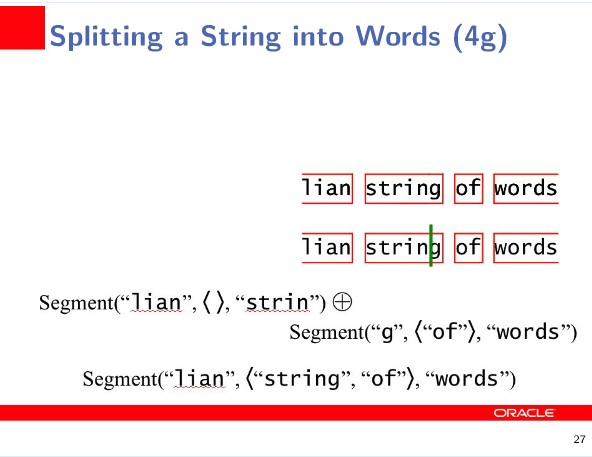 Splitting a String into Words (4g)
lian string of words
lian string of words
Segment(“lian”, ⟨ ⟩, “strin”) ⊕
Segment(“g”, ⟨“of”⟩, “words”)
Segment(“lian”, ⟨“string”, “of”⟩, “words”)
ORACLE
27